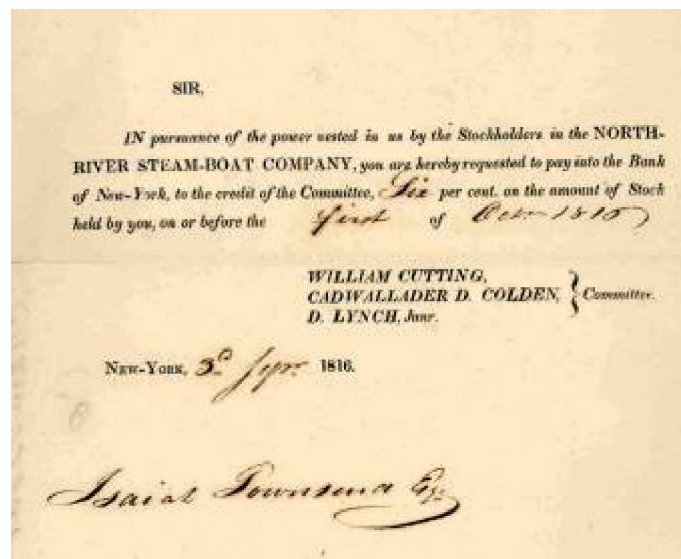 SIR,
IN pursuance of the power vested in us by the Stockholders in the NORTH-
RIVER STEAM-BOAT COMPANY, you are hereby requested to pay into the Bank
of New-York, to the credit of the Committee, Six per cent. on the amount of Stock
held by you, on or before the first of Octr 1816
WILLIAM CUTTING,
CADWALLADER D. COLDEN, } Committee.
D. LYNCH, Junr.
NEW-YORK, 3d Sepr 1816.
Isaiah Townsend Esqr